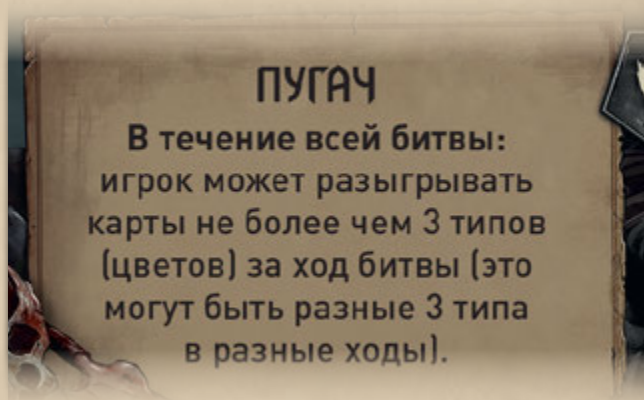 ПУГАЧ
В течение всей битвы:
игрок может разыгрывать
карты не более чем 3 типов
(цветов) за ход битвы (это
могут быть разные 3 типа
в разные ходы).